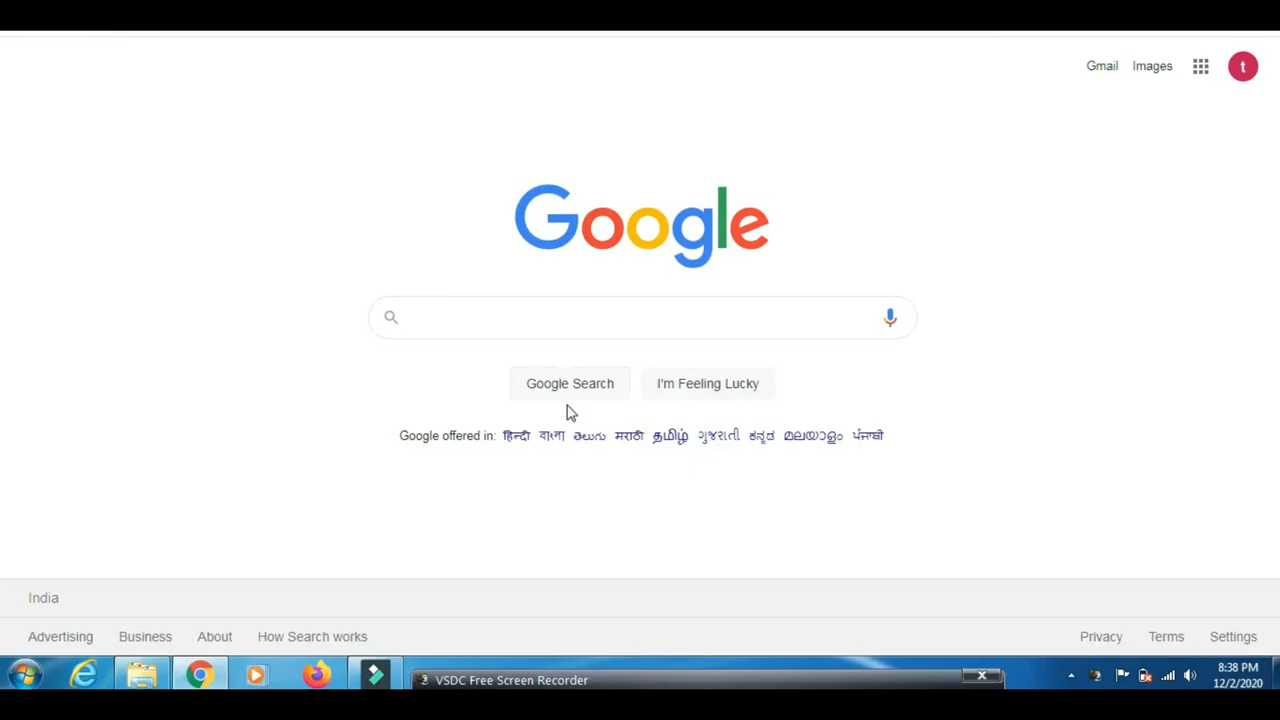 Gmail Images t
Google
Google Search I'm Feeling Lucky
Google offered in: हिन्दी বাংলা తెలుగు मराठी தமிழ் ગુજરાતી ಕನ್ನಡ മലയാളം ਪੰਜਾਬੀ
India
Advertising Business About How Search works Privacy Terms Settings
VSDC Free Screen Recorder
8:38 PM
12/2/2020